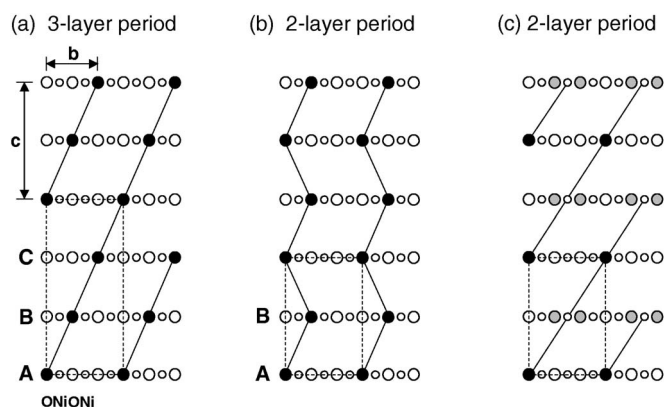 (a) 3-layer period
(b) 2-layer period
(c) 2-layer period
b
c
C
B
A
ONiONi
B
A